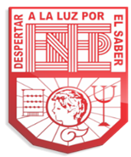 DESPERTAR A LA LUZ POR EL SABER
ENP